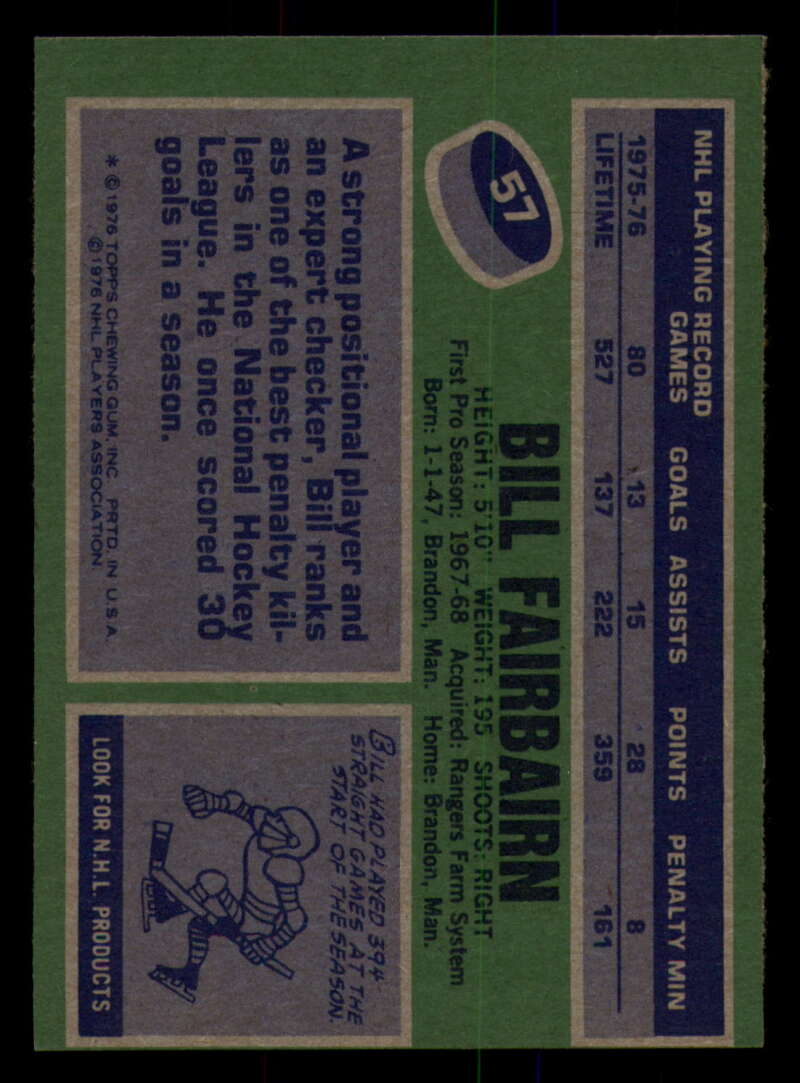 NHL PLAYING RECORD
GAMES GOALS ASSISTS POINTS PENALTY MIN
1975-76 80 13 15 28 8
LIFETIME 527 137 222 359 161
57
BILL FAIRBAIRN
HEIGHT: 5'10" WEIGHT: 195 SHOOTS: RIGHT
First Pro Season: 1967-68 Acquired: Rangers Farm System
Born: 1-1-47, Brandon, Man. Home: Brandon, Man.
A strong positional player and
an expert checker, Bill ranks
as one of the best penalty kil-
lers in the National Hockey
League. He once scored 30
goals in a season.
* © 1976 TOPPS CHEWING GUM, INC. PRTD. IN U.S.A.
© 1976 NHL PLAYERS ASSOCIATION
BILL HAD PLAYED 394
STRAIGHT GAMES AT THE
START OF THE SEASON.
LOOK FOR N.H.L. PRODUCTS